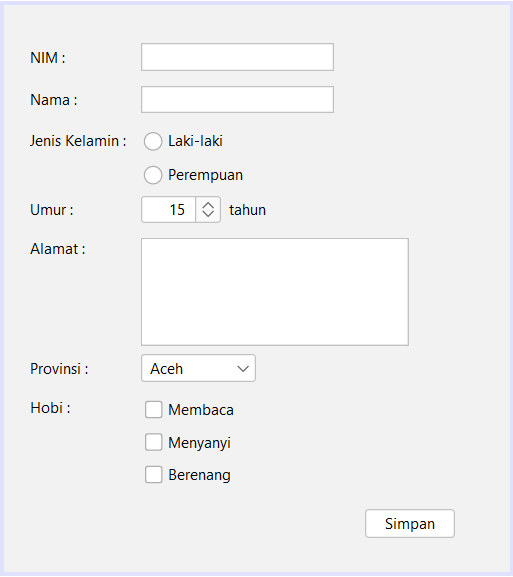 NIM :
Nama :
Jenis Kelamin : Laki-laki
Perempuan
Umur : 15 tahun
Alamat :
Provinsi : Aceh
Hobi : Membaca
Menyanyi
Berenang
Simpan